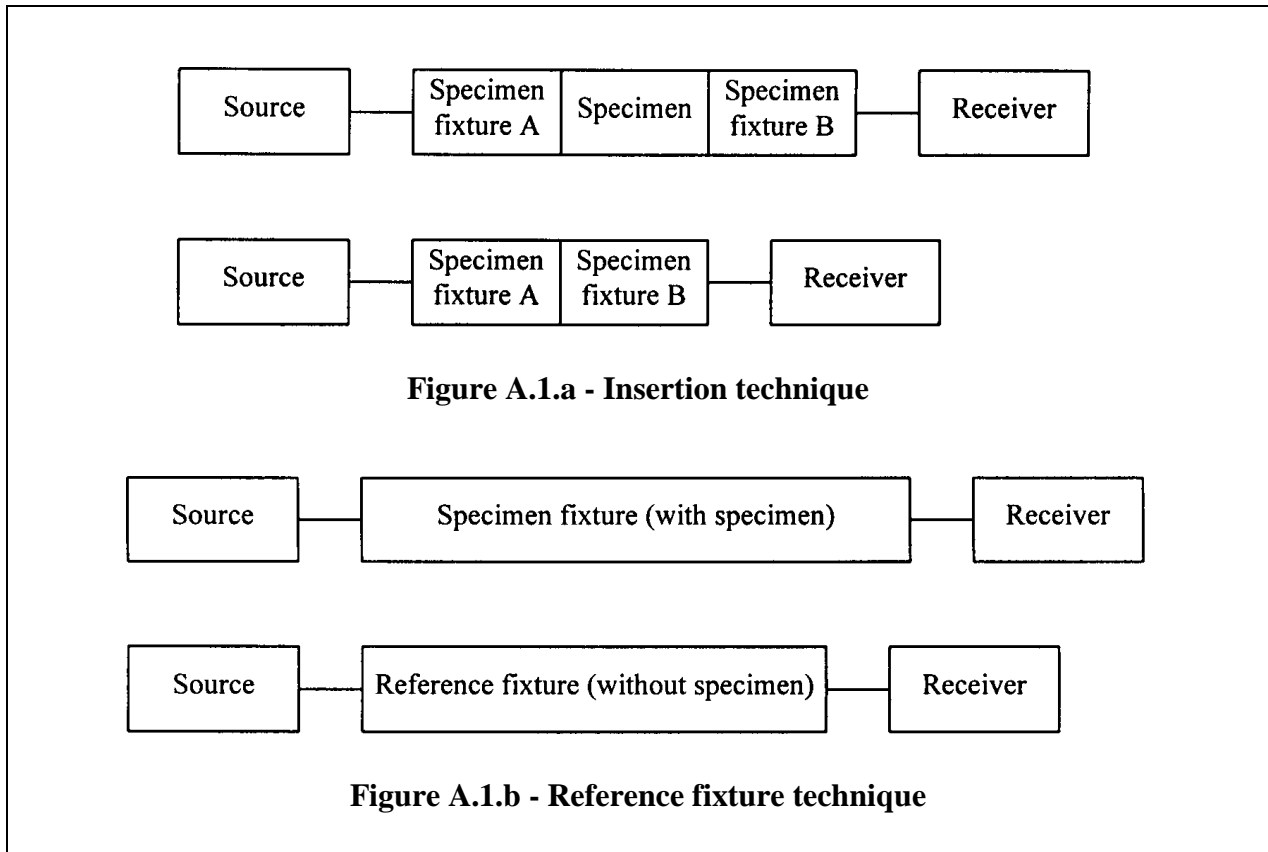 Source
Specimen
fixture A
Specimen
Specimen
fixture B
Receiver
Source
Specimen
fixture A
Specimen
fixture B
Receiver
Figure A.1.a - Insertion technique
Source
Specimen fixture (with specimen)
Receiver
Source
Reference fixture (without specimen)
Receiver
Figure A.1.b - Reference fixture technique